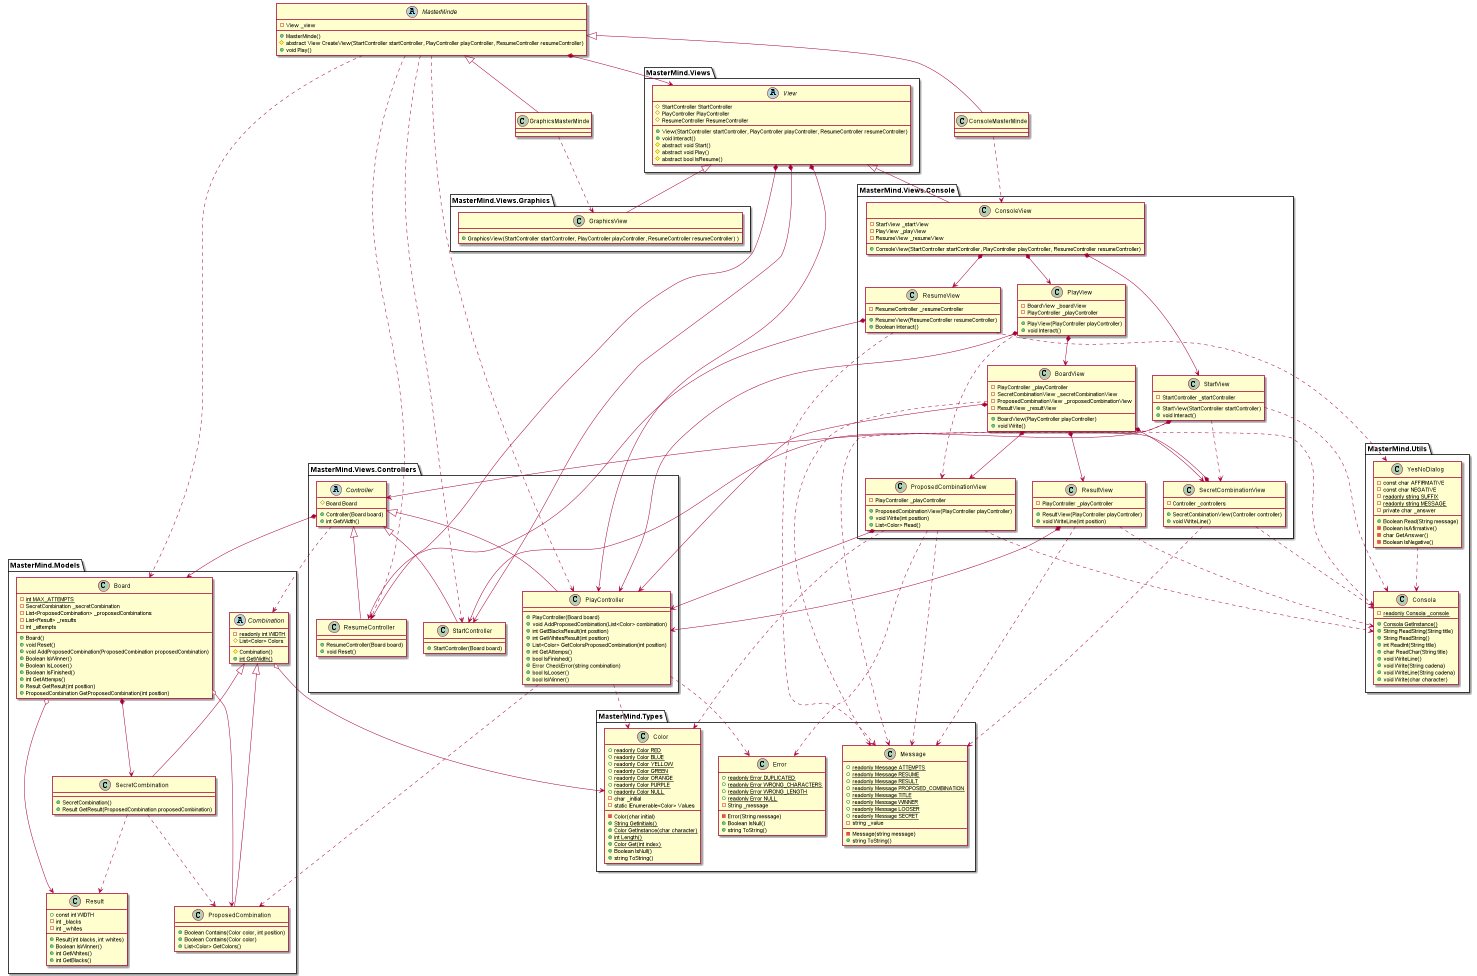 A MasterMinde
View _view
MasterMinde()
abstract View CreateView(StartController startController, PlayController playController, ResumeController resumeController)
void Play()
MasterMind.Views
A View
StartController StartController
PlayController PlayController
ResumeController ResumeController
View(StartController startController, PlayController playController, ResumeController resumeController)
void Interact()
abstract void Start()
abstract void Play()
abstract bool IsResume()
C GraphicsMasterMinde
C ConsoleMasterMinde
MasterMind.Views.Graphics
C GraphicsView
GraphicsView(StartController startController, PlayController playController, ResumeController resumeController) )
MasterMind.Views.Console
C ConsoleView
StartView _startView
PlayView _playView
ResumeView _resumeView
ConsoleView(StartController startController, PlayController playController, ResumeController resumeController)
C ResumeView
ResumeController _resumeController
ResumeView(ResumeController resumeController)
Boolean Interact()
C PlayView
BoardView _boardView
PlayController _playController
PlayView(PlayController playController)
void Interact()
C BoardView
PlayController _playController
SecretCombinationView _secretCombinationView
ProposedCombinationView _proposedCombinationView
ResultView _resultView
BoardView(PlayController playController)
void Write()
C StartView
StartController _startController
StartView(StartController startController)
void Interact()
C ProposedCombinationView
PlayController _playController
ProposedCombinationView(PlayController playController)
void Write(int position)
List<Color> Read()
C ResultView
PlayController _playController
ResultView(PlayController playController)
void WriteLine(int position)
C SecretCombinationView
Controller _controllers
SecretCombinationView(Controller controller)
void WriteLine()
MasterMind.Utils
C YesNoDialog
const char AFFIRMATIVE
const char NEGATIVE
readonly string SUFFIX
readonly string MESSAGE
private char _answer
Boolean Read(String message)
Boolean IsAfirmative()
char GetAnswer()
Boolean IsNegative()
C Consola
readonly Consola _console
Consola GetInstance()
String ReadString(String title)
String ReadString()
int ReadInt(String title)
char ReadChar(String title)
void WriteLine()
void Write(String cadena)
void WriteLine(String cadena)
void Write(char character)
MasterMind.Views.Controllers
A Controller
Board Board
Controller(Board board)
int GetWidth()
C ResumeController
ResumeController(Board board)
void Reset()
C StartController
StartController(Board board)
C PlayController
PlayController(Board board)
void AddProposedCombination(List<Color> combination)
int GetBlacksResult(int position)
int GetWhitesResult(int position)
List<Color> GetColorsProposedCombination(int position)
int GetAttemps()
bool IsFinished()
Error CheckError(string combination)
bool IsLooser()
bool IsWinner()
MasterMind.Models
C Board
int MAX_ATTEMPTS
SecretCombination _secretCombination
List<ProposedCombination> _proposedCombinations
List<Result> _results
int _attempts
Board()
void Reset()
void AddProposedCombination(ProposedCombination proposedCombination)
Boolean IsWinner()
Boolean IsLooser()
Boolean IsFinished()
int GetAttemps()
Result GetResult(int position)
ProposedCombination GetProposedCombination(int position)
A Combination
readonly int WIDTH
List<Color> Colors
Combination()
int GetWidth()
C SecretCombination
SecretCombination()
Result GetResult(ProposedCombination proposedCombination)
C Result
const int WIDTH
int _blacks
int _whites
Result(int blacks, int whites)
Boolean IsWinner()
int GetWhites()
int GetBlacks()
C ProposedCombination
Boolean Contains(Color color, int position)
Boolean Contains(Color color)
List<Color> GetColors()
MasterMind.Types
C Color
readonly Color RED
readonly Color BLUE
readonly Color YELLOW
readonly Color GREEN
readonly Color ORANGE
readonly Color PURPLE
readonly Color NULL
char _initial
static IEnumerable<Color> Values
Color(char initial)
String GetInitials()
Color GetInstance(char character)
int Length()
Color Get(int index)
Boolean IsNull()
string ToString()
C Error
readonly Error DUPLICATED
readonly Error WRONG_CHARACTERS
readonly Error WRONG_LENGTH
readonly Error NULL
String _message
Error(String message)
Boolean IsNull()
string ToString()
C Message
readonly Message ATTEMPTS
readonly Message RESUME
readonly Message RESULT
readonly Message PROPOSED_COMBINATION
readonly Message TITLE
readonly Message WINNER
readonly Message LOOSER
readonly Message SECRET
string _value
Message(string message)
string ToString()